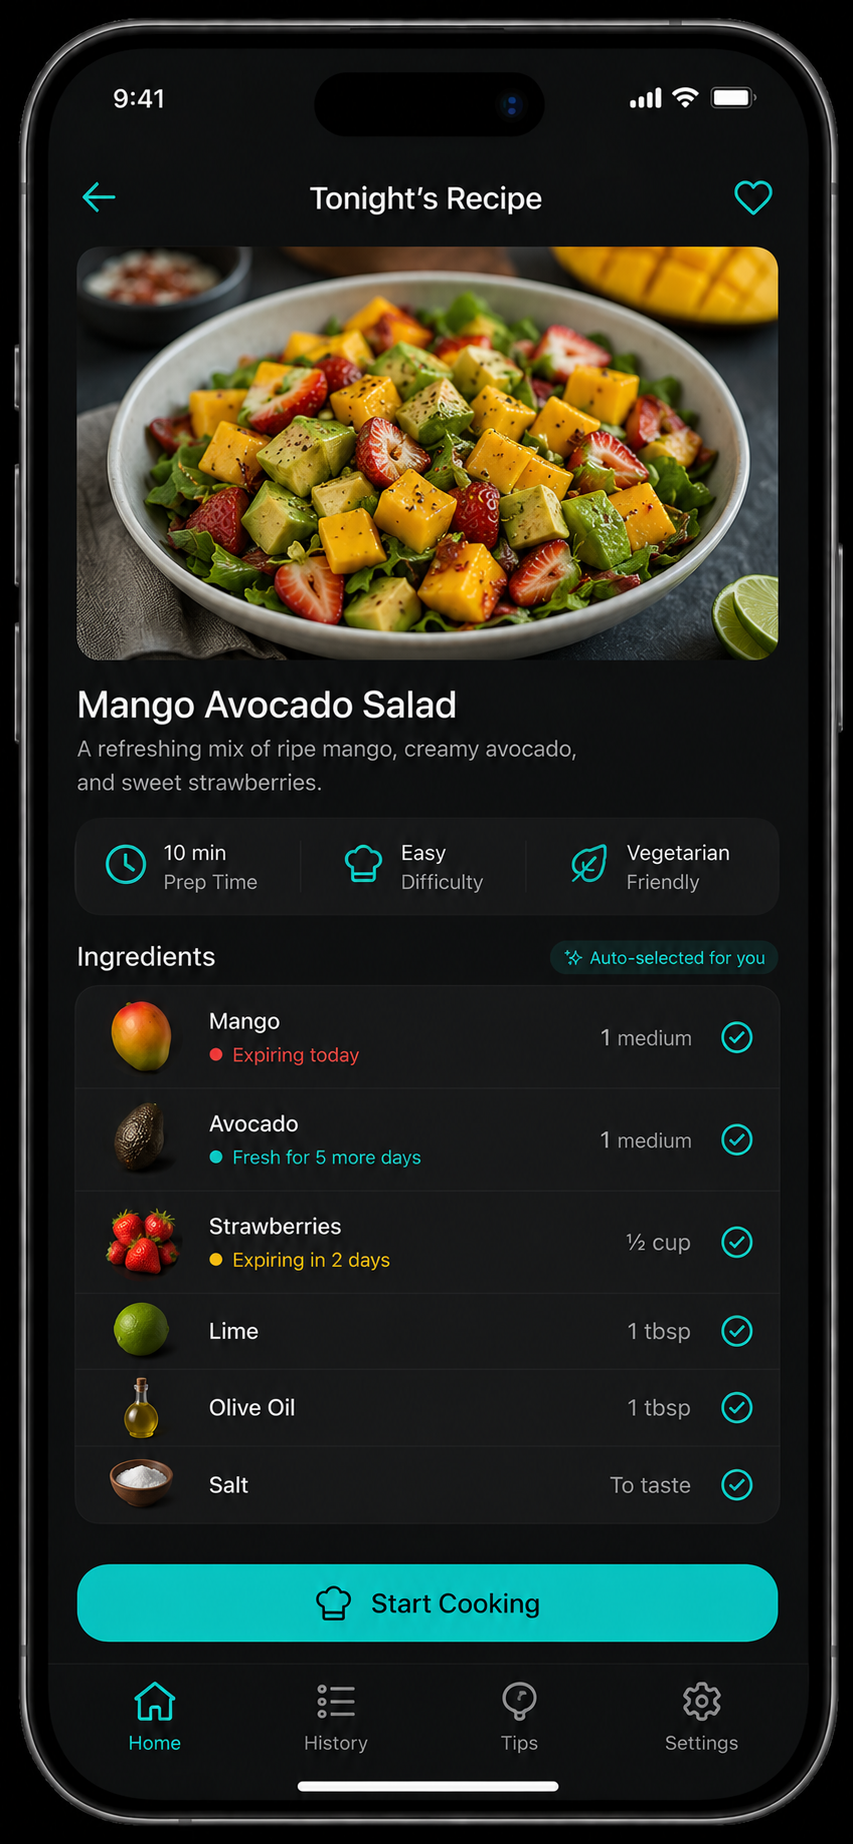 9:41
Tonight's Recipe
Mango Avocado Salad
A refreshing mix of ripe mango, creamy avocado,
and sweet strawberries.
10 min
Prep Time
Easy
Difficulty
Vegetarian
Friendly
Ingredients
Auto-selected for you
Mango
Expiring today
1 medium
Avocado
Fresh for 5 more days
1 medium
Strawberries
Expiring in 2 days
½ cup
Lime
1 tbsp
Olive Oil
1 tbsp
Salt
To taste
Start Cooking
Home
History
Tips
Settings